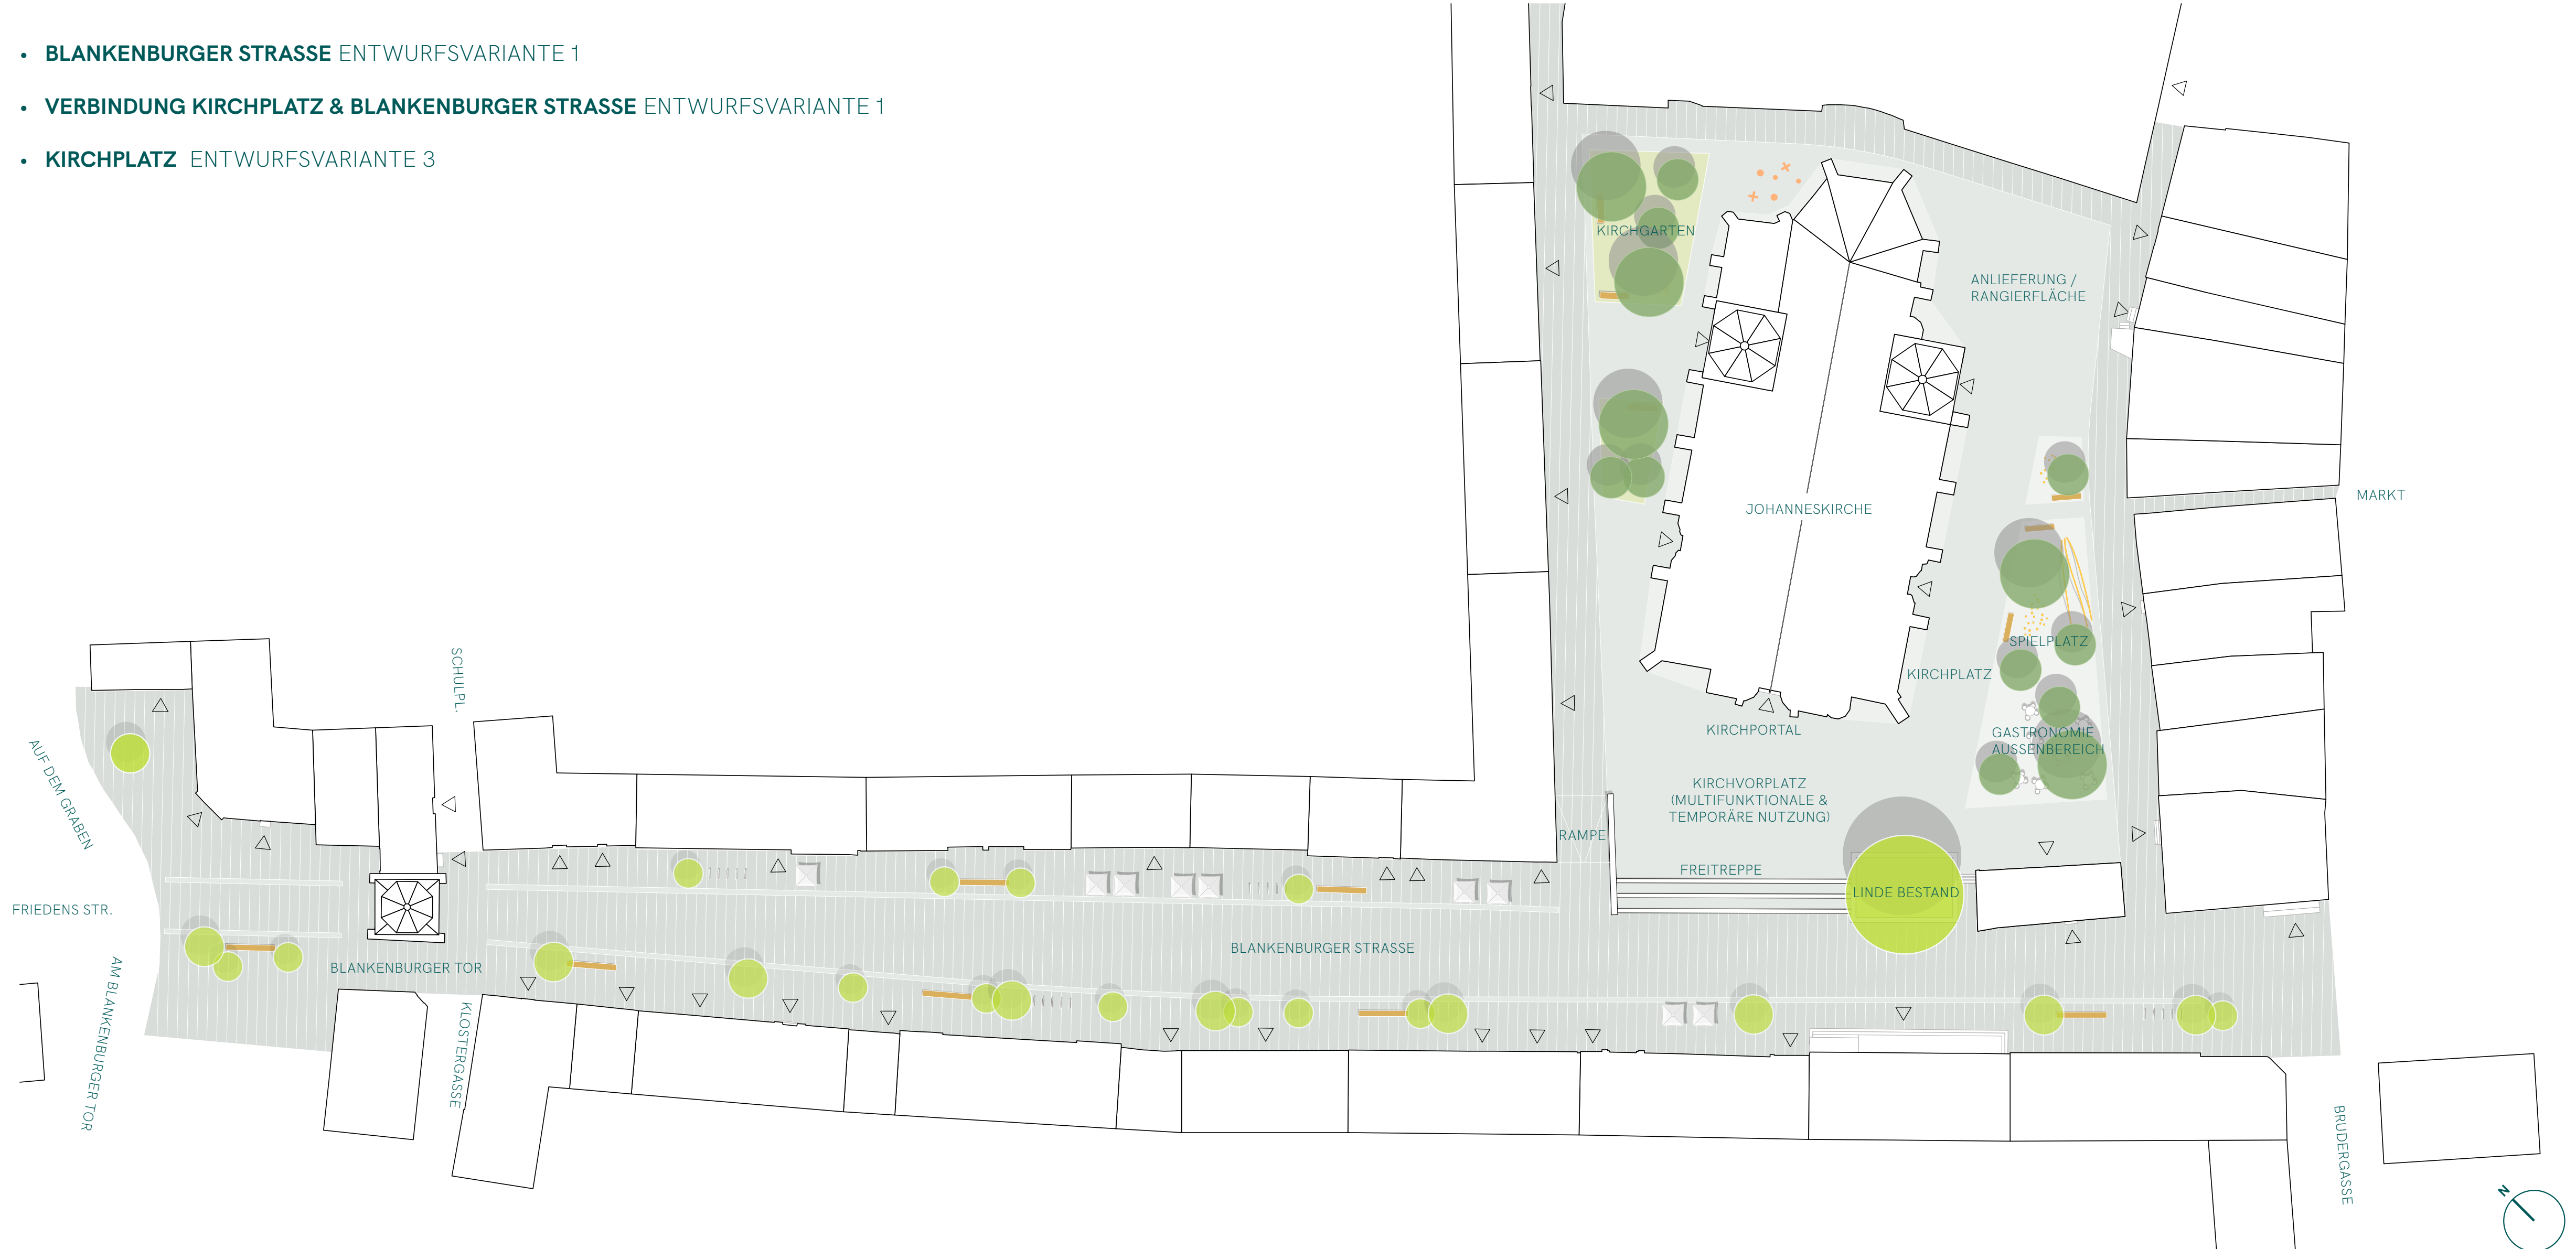 • BLANKENBURGER STRASSE ENTWURFSVARIANTE 1
• VERBINDUNG KIRCHPLATZ & BLANKENBURGER STRASSE ENTWURFSVARIANTE 1
• KIRCHPLATZ ENTWURFSVARIANTE 3
KIRCHGARTEN
ANLIEFERUNG /
RANGIERFLÄCHE
MARKT
JOHANNESKIRCHE
SPIELPLATZ
KIRCHPLATZ
SCHULPL.
KIRCHPORTAL
GASTRONOMIE
AUSSENBEREICH
KIRCHVORPLATZ
(MULTIFUNKTIONALE &
TEMPORÄRE NUTZUNG)
AUF DEM GRABEN
RAMPE
FREITREPPE
LINDE BESTAND
FRIEDENS STR.
BLANKENBURGER STRASSE
BLANKENBURGER TOR
AM BLANKENBURGER TOR
KLOSTERGASSE
BRUDERGASSE
N